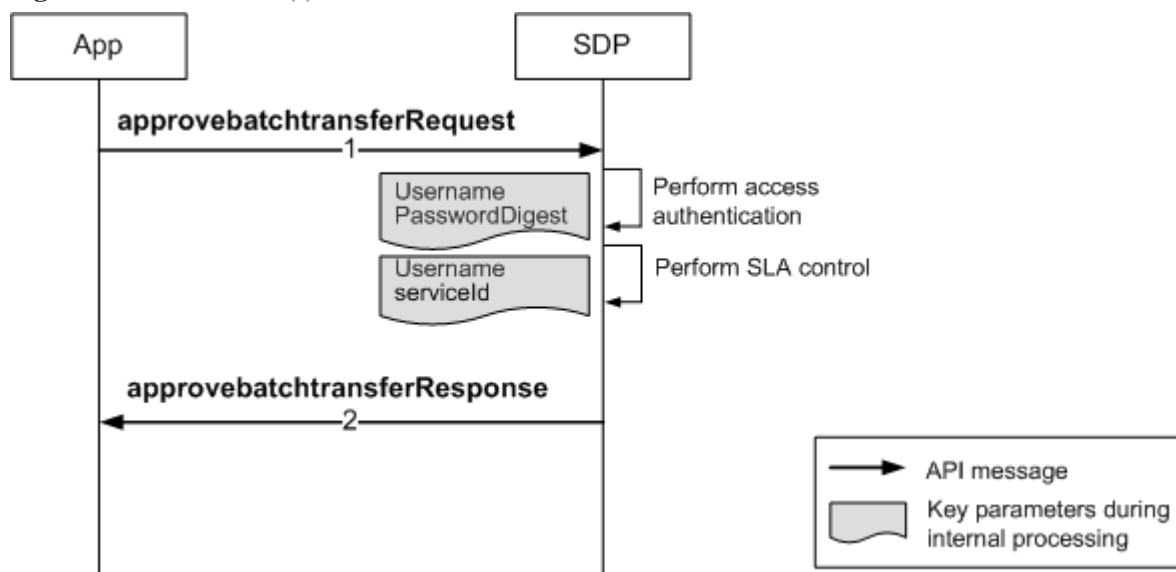 App
SDP
approvebatchtransferRequest
1
Username
PasswordDigest
Perform access
authentication
Username
serviceId
Perform SLA control
approvebatchtransferResponse
2
API message
Key parameters during
internal processing